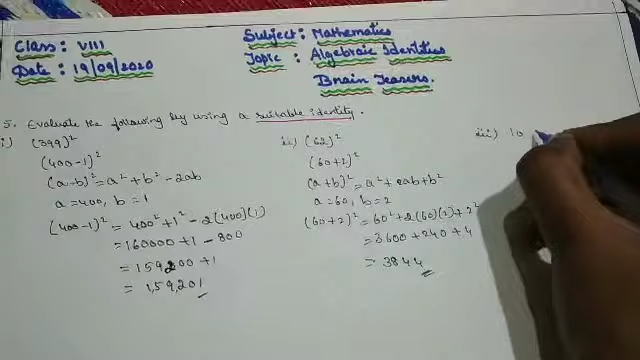 Class: VIII
Date: 19/09/2020
Subject: Mathematics
Topic: Algebraic Identities
Brain Teasers.
5. Evaluate the following by using a suitable identity.
i) (399)²
(400-1)²
(a-b)² = a² + b² - 2ab
a = 400, b = 1
(400-1)² = 400² + 1² - 2(400)(1)
= 160000 + 1 - 800
= 159200 + 1
= 1,59,201
ii) (62)²
(60+2)²
(a+b)² = a² + 2ab + b²
a = 60, b = 2
(60+2)² = 60² + 2(60)(2) + 2²
= 3600 + 240 + 4
= 3844
iii) 10